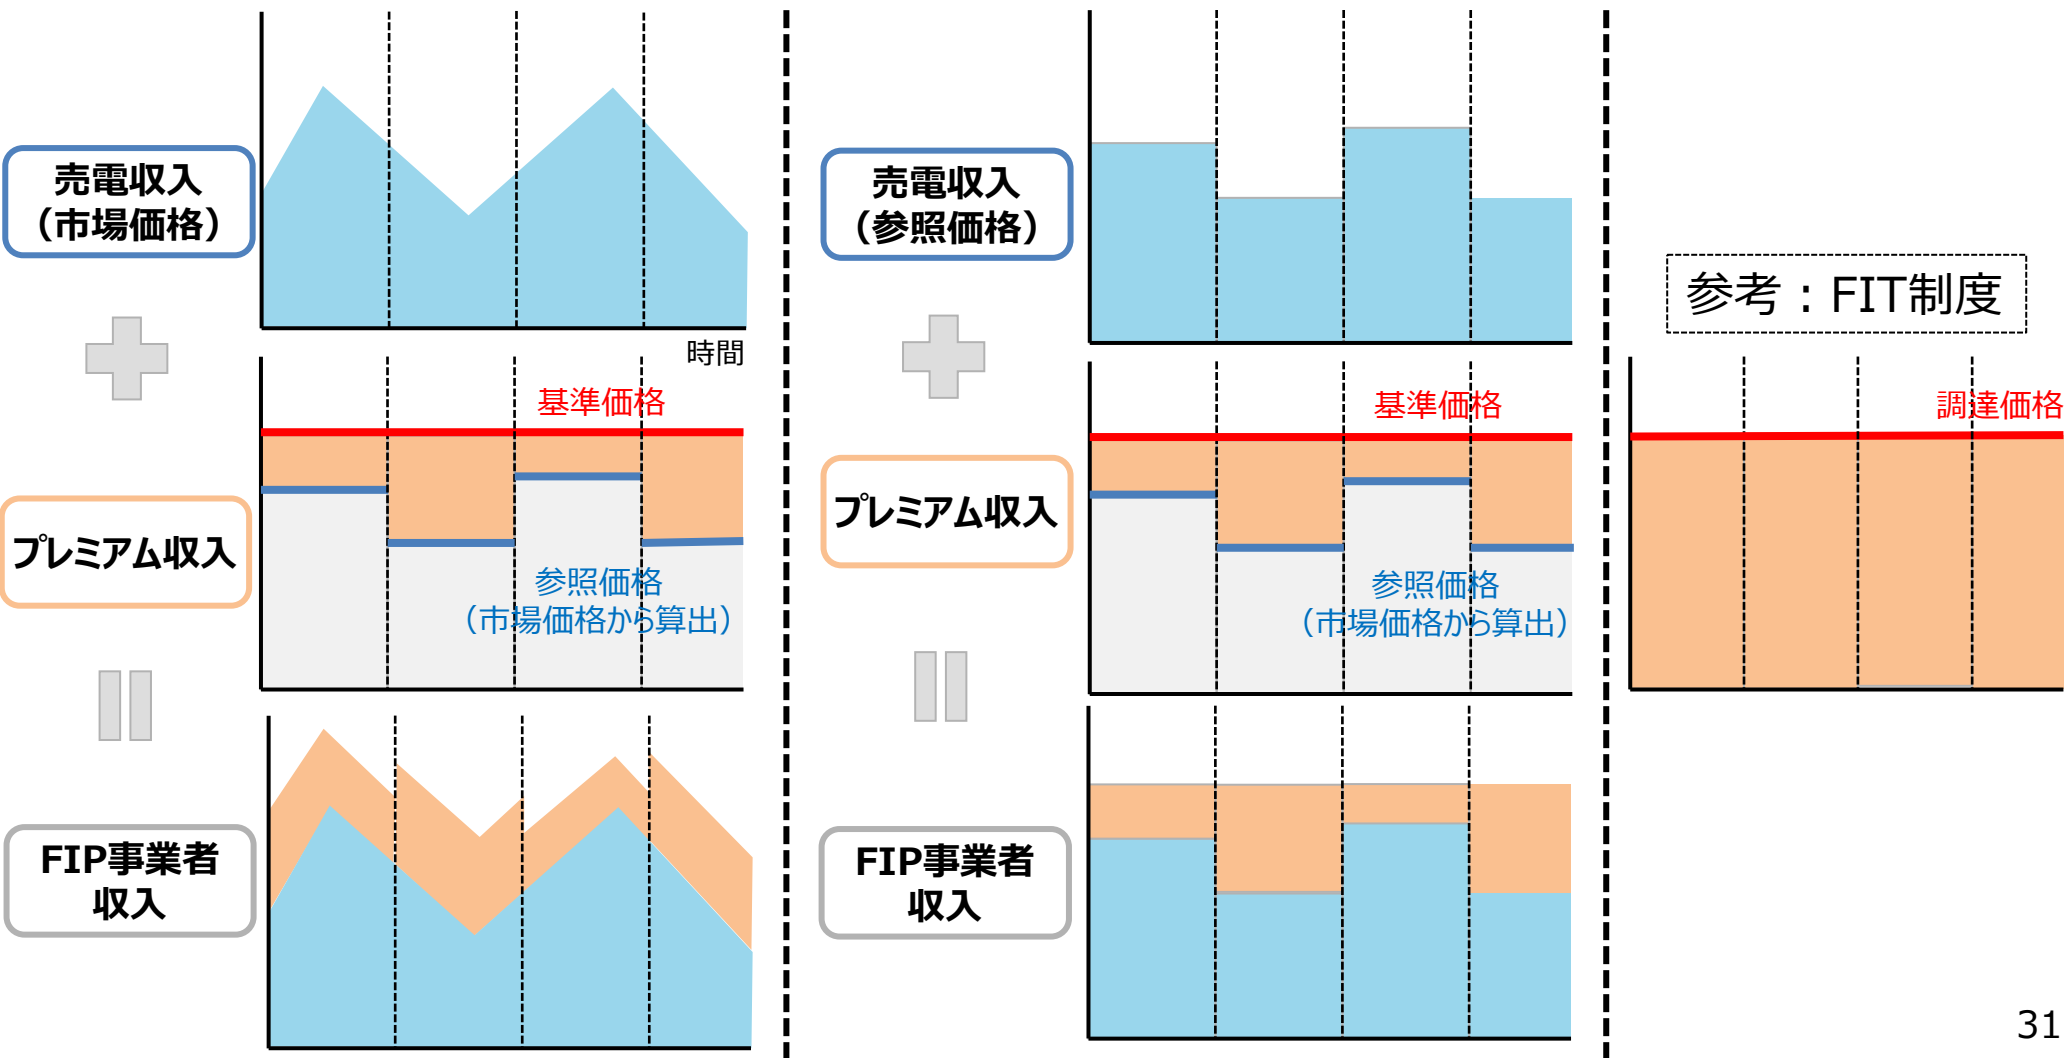 売電収入
（市場価格）
時間
基準価格
プレミアム収入
参照価格
（市場価格から算出）
FIP事業者
収入
売電収入
（参照価格）
基準価格
プレミアム収入
参照価格
（市場価格から算出）
FIP事業者
収入
参考：FIT制度
調達価格
31